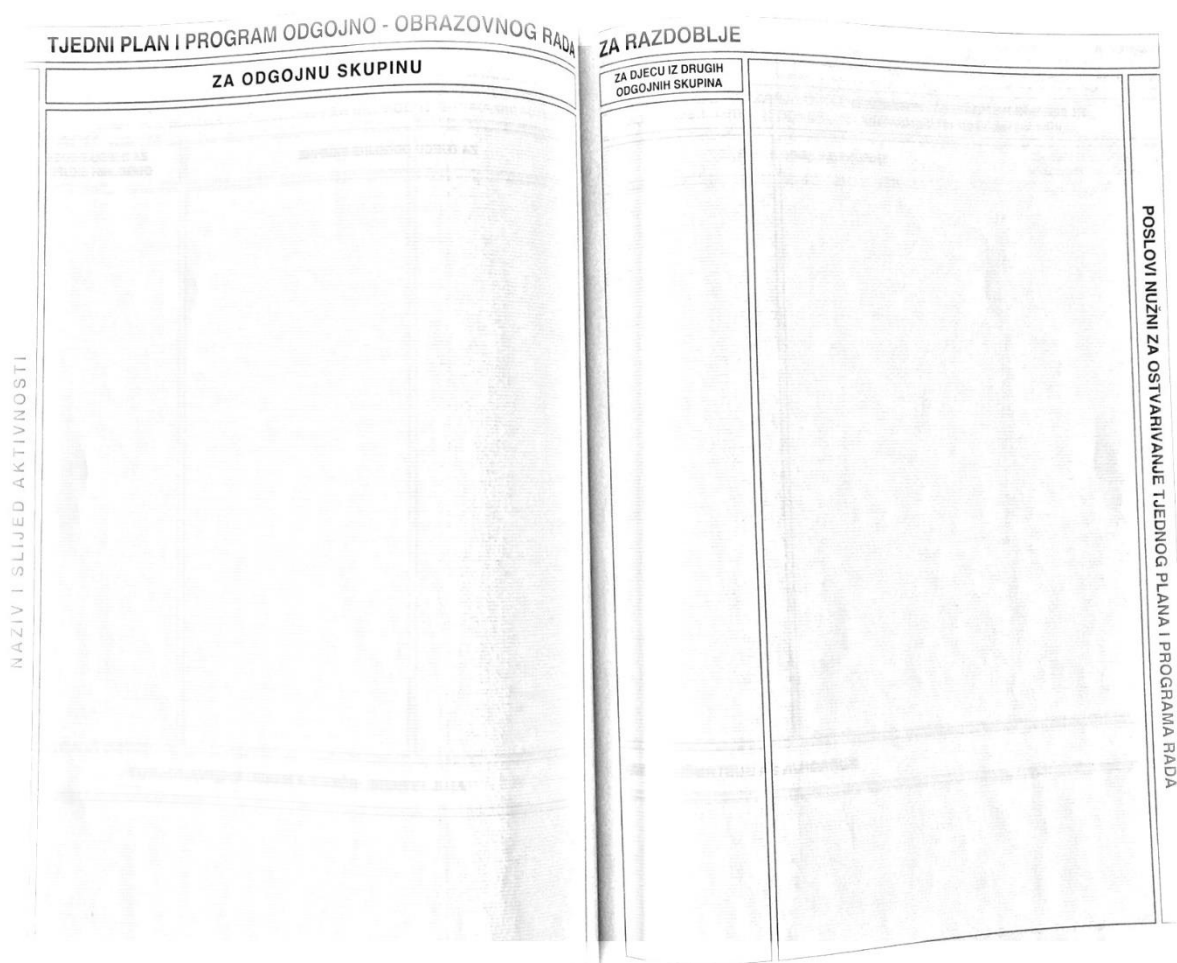 TJEDNI PLAN I PROGRAM ODGOJNO - OBRAZOVNOG RADA
ZA ODGOJNU SKUPINU
NAZIVI I SLIJED AKTIVNOSTI
ZA RAZDOBLJE
ZA DJECU IZ DRUGIH
ODGOJNIH SKUPINA
POSLOVI NUŽNI ZA OSTVARIVANJE TJEDNOG PLANA I PROGRAMA RADA